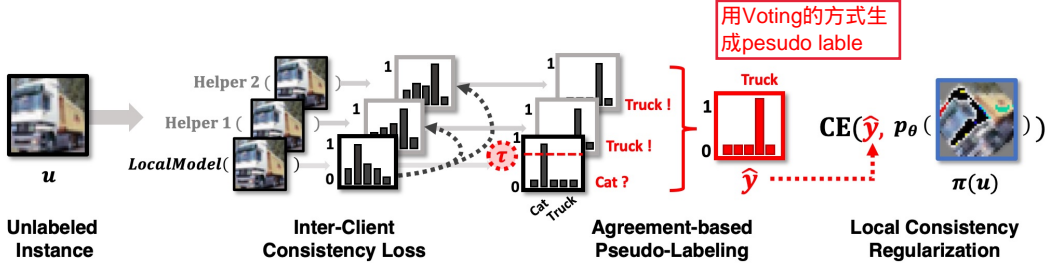 用Voting的方式生
成pesudo lable
Helper 2 (
)
1
Helper 1 (
)
1
LocalModel(
)
0
τ
1
1
1
0
Cat
Truck
Truck !
Truck !
Cat ?
Truck
1
0
ŷ
CE(ŷ, pθ(
))
u
π(u)
Unlabeled
Instance
Inter-Client
Consistency Loss
Agreement-based
Pseudo-Labeling
Local Consistency
Regularization